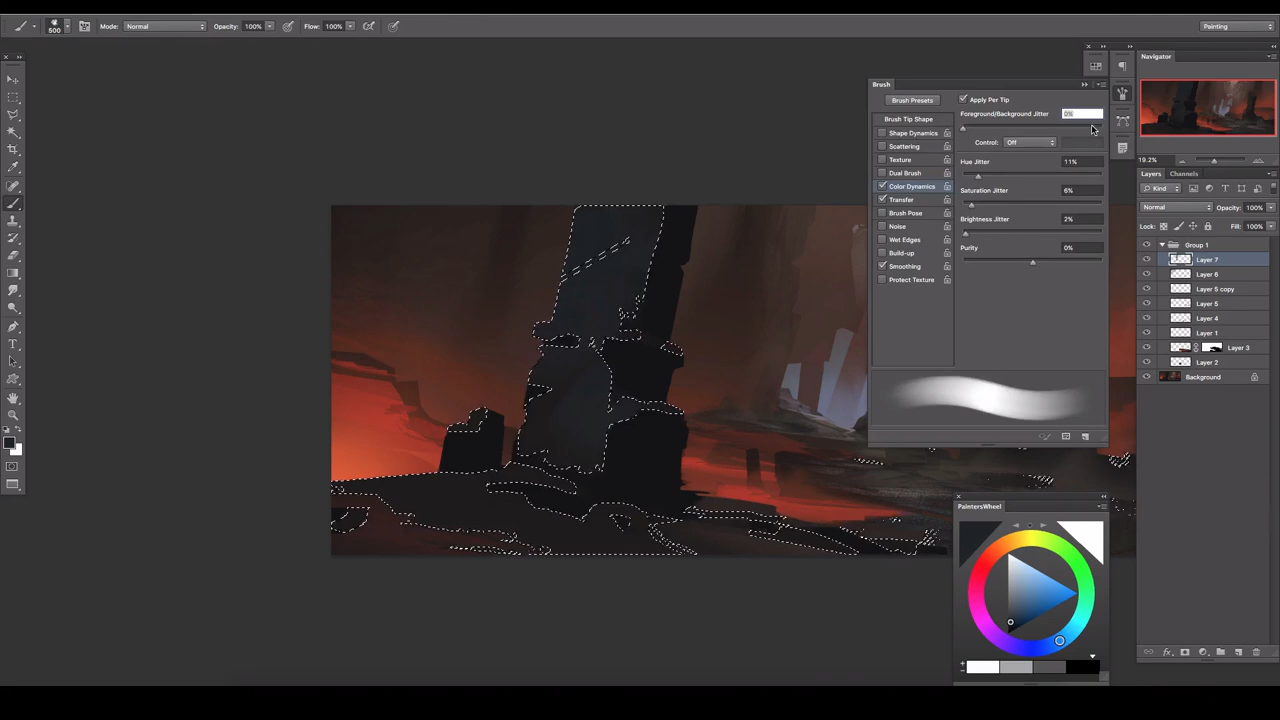 500
Mode:
Normal
Opacity:
100%
Flow:
100%
Painting
Brush
Brush Presets
Brush Tip Shape
Shape Dynamics
Scattering
Texture
Dual Brush
Color Dynamics
Transfer
Brush Pose
Noise
Wet Edges
Build-up
Smoothing
Protect Texture
Apply Per Tip
Foreground/Background Jitter
0%
Control:
Off
Hue Jitter
11%
Saturation Jitter
6%
Brightness Jitter
2%
Purity
0%
Navigator
19.2%
Layers
Channels
Kind
Normal
Opacity:
100%
Lock:
Fill:
100%
Group 1
Layer 7
Layer 6
Layer 5 copy
Layer 5
Layer 4
Layer 1
Layer 3
Layer 2
Background
PaintersWheel